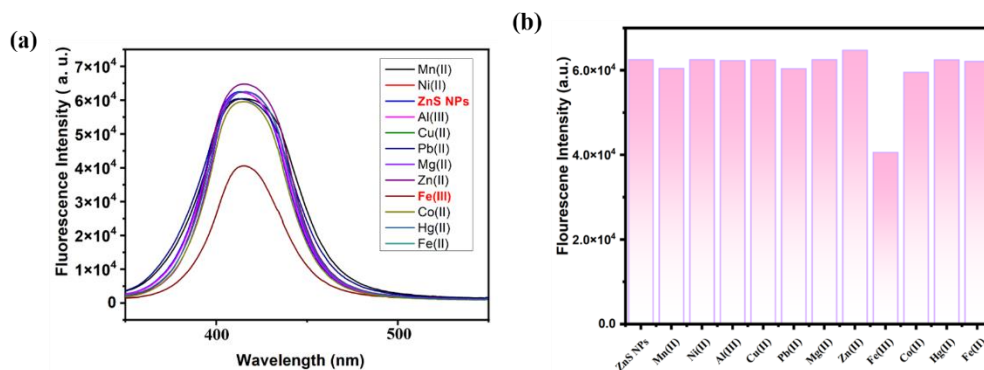 (a)
Fluorescence Intensity ( a. u.)
7×10⁴
6×10⁴
5×10⁴
4×10⁴
3×10⁴
2×10⁴
1×10⁴
0
400
500
Wavelength (nm)
Mn(II)
Ni(II)
ZnS NPs
Al(III)
Cu(II)
Pb(II)
Mg(II)
Zn(II)
Fe(III)
Co(II)
Hg(II)
Fe(II)
(b)
Flourescene Intensity (a.u.)
6.0×10⁴
4.0×10⁴
2.0×10⁴
0.0
ZnS NPs
Mn(II)
Ni(II)
Al(III)
Cu(II)
Pb(II)
Mg(II)
Zn(II)
Fe(III)
Co(II)
Hg(II)
Fe(II)